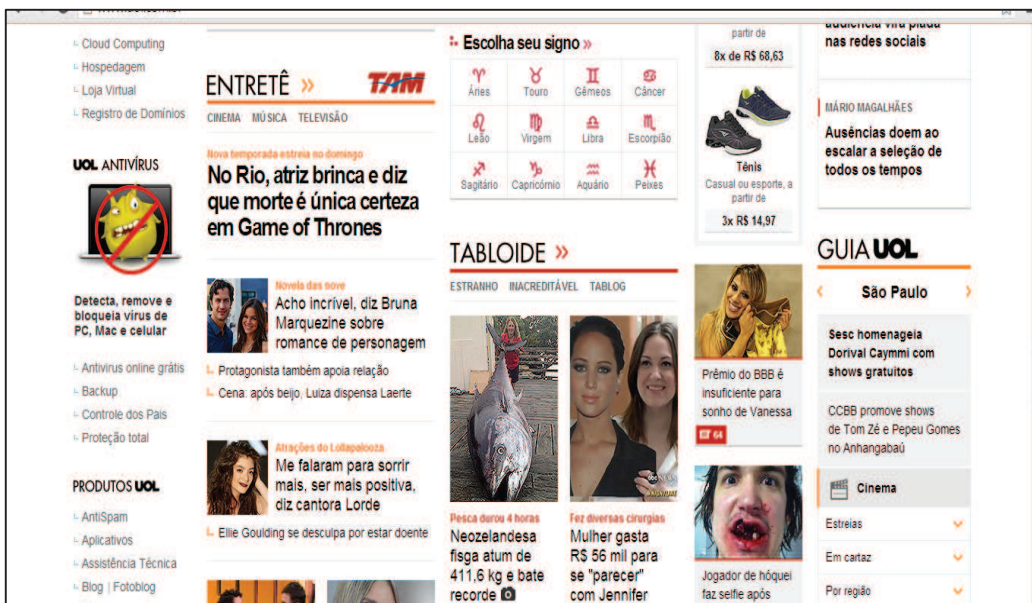 Cloud Computing
Hospedagem
Loja Virtual
Registro de Domínios
UOL ANTIVÍRUS
Detecta, remove e
bloqueia vírus de
PC, Mac e celular
Antivirus online grátis
Backup
Controle dos Pais
Proteção total
PRODUTOS UOL
AntiSpam
Aplicativos
Assistência Técnica
Blog | Fotoblog
ENTRETÊ »
TAM
CINEMA MÚSICA TELEVISÃO
Nova temporada estreia no domingo
No Rio, atriz brinca e diz
que morte é única certeza
em Game of Thrones
Novela das nove
Acho incrível, diz Bruna
Marquezine sobre
romance de personagem
Protagonista também apoia relação
Cena: após beijo, Luiza dispensa Laerte
Atrações do Lollapalooza
Me falaram para sorrir
mais, ser mais positiva,
diz cantora Lorde
Ellie Goulding se desculpa por estar doente
Escolha seu signo »
Áries Touro Gêmeos Câncer
Leão Virgem Libra Escorpião
Sagitário Capricórnio Aquário Peixes
TABLOIDE »
ESTRANHO INACREDITÁVEL TABLOG
Pesca durou 4 horas
Neozelandesa
fisga atum de
411,6 kg e bate
recorde
abc NEWS
Fez diversas cirurgias
Mulher gasta
R$ 56 mil para
se "parecer"
com Jennifer
partir de
8x de R$ 68,63
Tênis
Casual ou esporte, a
partir de
3x R$ 14,97
Prêmio do BBB é
insuficiente para
sonho de Vanessa
64
Jogador de hóquei
faz selfie após
audiência vira piada
nas redes sociais
MÁRIO MAGALHÃES
Ausências doem ao
escalar a seleção de
todos os tempos
GUIA UOL
São Paulo
Sesc homenageia
Dorival Caymmi com
shows gratuitos
CCBB promove shows
de Tom Zé e Pepeu Gomes
no Anhangabaú
Cinema
Estreias
Em cartaz
Por região